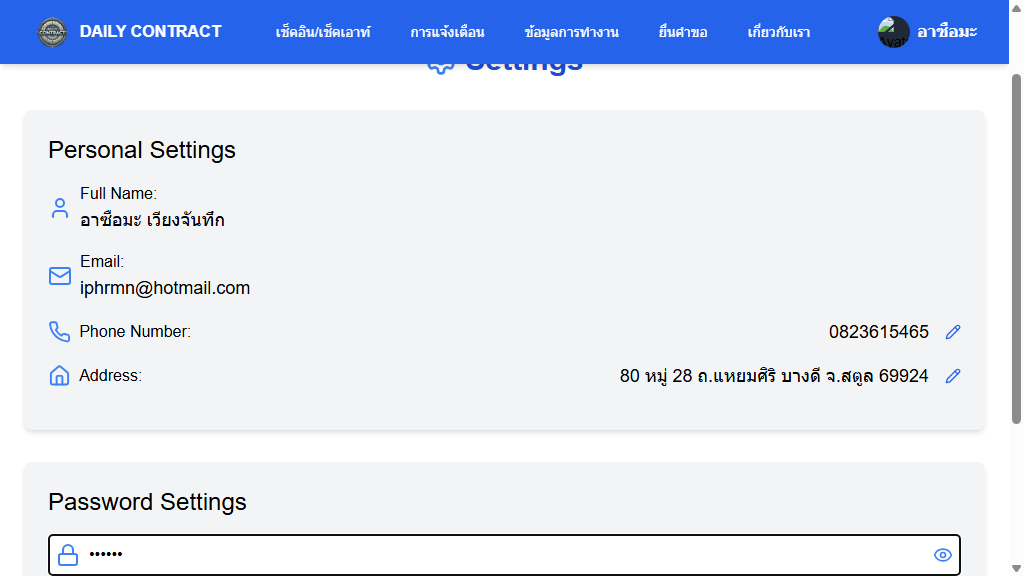 DAILY CONTRACT
เช็คอิน/เช็คเอาท์
การแจ้งเตือน
ข้อมูลการทำงาน
ยื่นคำขอ
เกี่ยวกับเรา
อาซือมะ
Settings
Personal Settings
Full Name:
อาซือมะ เวียงจันทึก
Email:
iphrmn@hotmail.com
Phone Number:
0823615465
Address:
80 หมู่ 28 ถ.แหยมศิริ บางดี จ.สตูล 69924
Password Settings
••••••